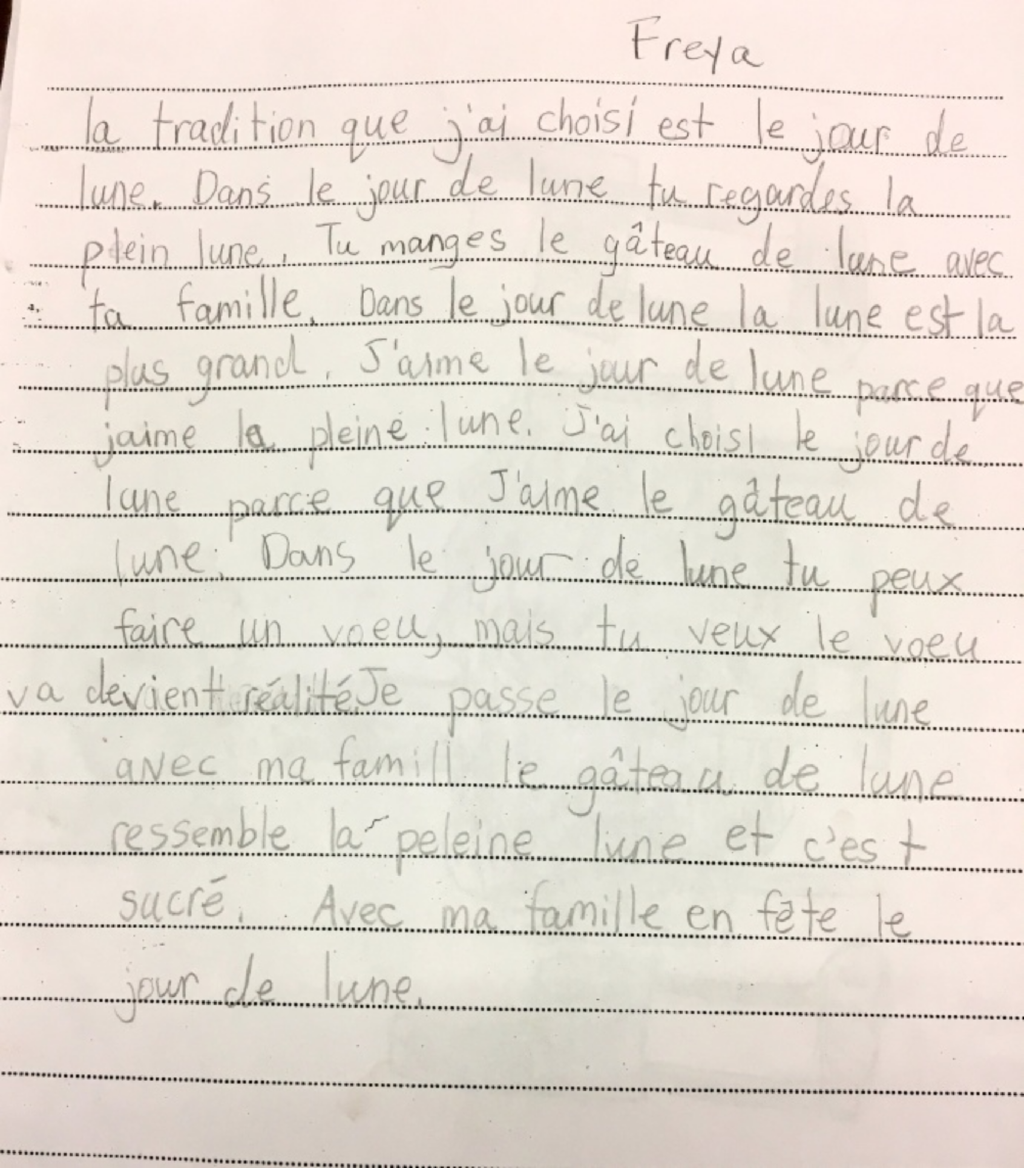 Freya
la tradition que j'ai choisi est le jour de
lune. Dans le jour de lune tu regardes la
plein lune. Tu manges le gâteau de lune avec
ta famille. Dans le jour de lune la lune est la
plus grand. J'aime le jour de lune parce que
jaime la pleine lune. J'ai choisi le jour de
lune parce que J'aime le gâteau de
lune. Dans le jour de lune tu peux
faire un voeu, mais tu veux le voeu
va devient réalité Je passe le jour de lune
avec ma famill le gâteau de lune
ressemble la peleine lune et c'est
sucré. Avec ma famille en fête le
jour de lune.